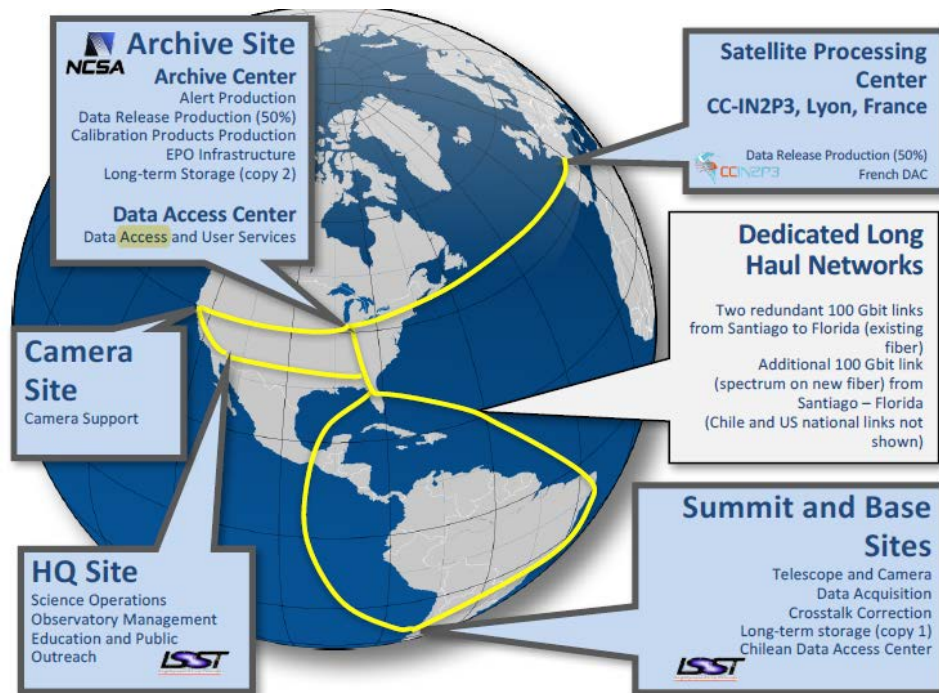 NCSA
Archive Site
Archive Center
Alert Production
Data Release Production (50%)
Calibration Products Production
EPO Infrastructure
Long-term Storage (copy 2)
Data Access Center
Data Access and User Services
Satellite Processing
Center
CC-IN2P3, Lyon, France
CCIN2P3
Data Release Production (50%)
French DAC
Dedicated Long
Haul Networks
Two redundant 100 Gbit links
from Santiago to Florida (existing
fiber)
Additional 100 Gbit link
(spectrum on new fiber) from
Santiago – Florida
(Chile and US national links not
shown)
Camera
Site
Camera Support
HQ Site
Science Operations
Observatory Management
Education and Public
Outreach
LSST
Summit and Base
Sites
Telescope and Camera
Data Acquisition
Crosstalk Correction
Long-term storage (copy 1)
Chilean Data Access Center
LSST